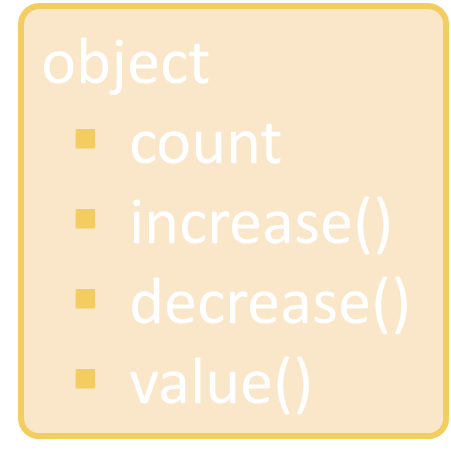 object
▪ count
▪ increase()
▪ decrease()
▪ value()